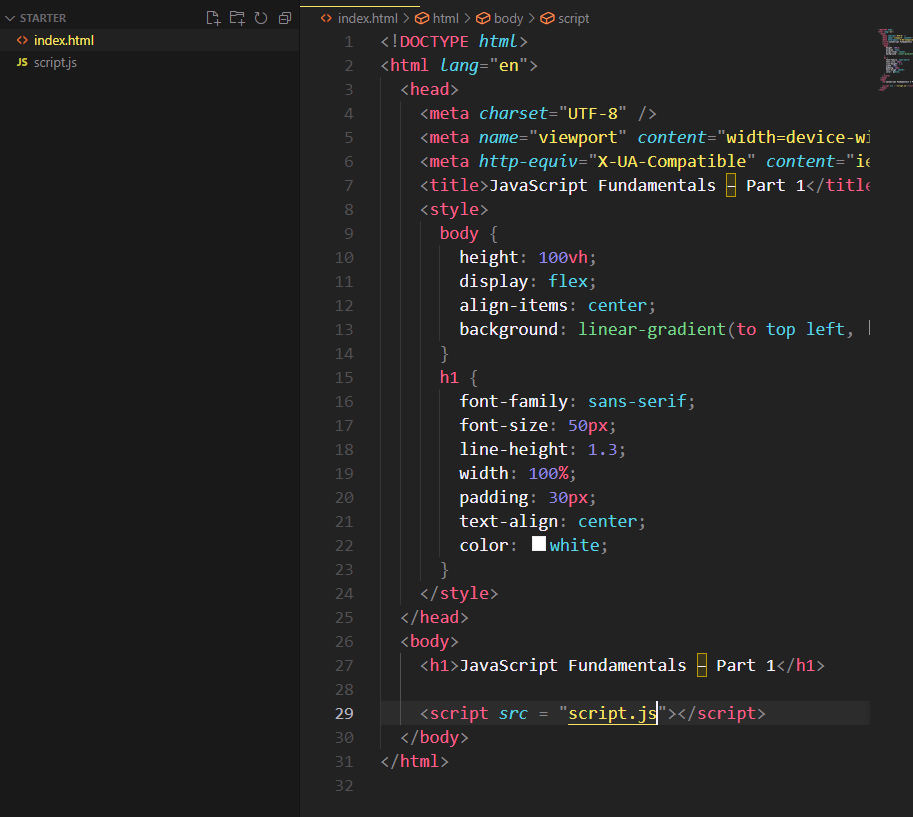 STARTER
index.html
JS script.js
index.html > html > body > script
1 <!DOCTYPE html>
2 <html lang="en">
3 <head>
4 <meta charset="UTF-8" />
5 <meta name="viewport" content="width=device-wi
6 <meta http-equiv="X-UA-Compatible" content="ie
7 <title>JavaScript Fundamentals – Part 1</title
8 <style>
9 body {
10 height: 100vh;
11 display: flex;
12 align-items: center;
13 background: linear-gradient(to top left,
14 }
15 h1 {
16 font-family: sans-serif;
17 font-size: 50px;
18 line-height: 1.3;
19 width: 100%;
20 padding: 30px;
21 text-align: center;
22 color: white;
23 }
24 </style>
25 </head>
26 <body>
27 <h1>JavaScript Fundamentals – Part 1</h1>
28
29 <script src = "script.js"></script>
30 </body>
31 </html>
32